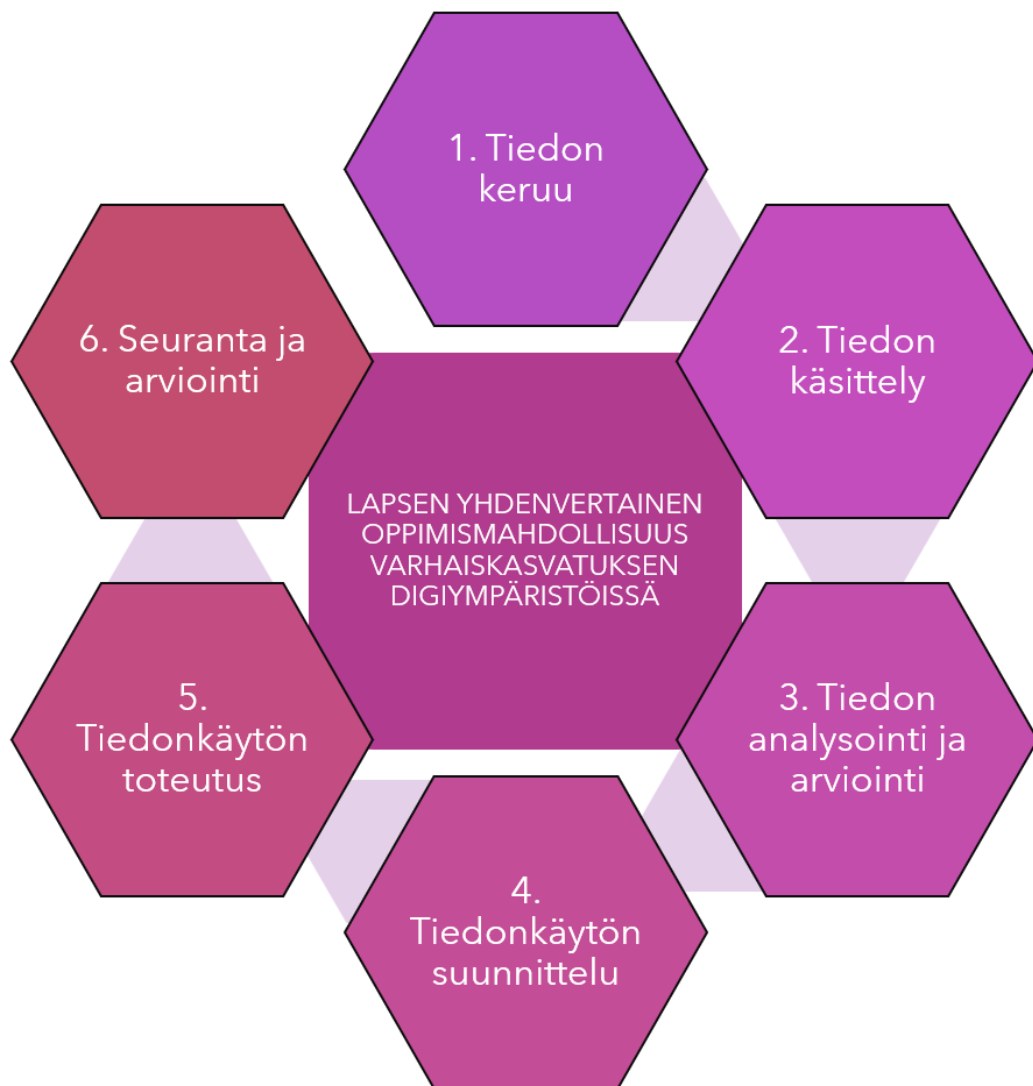 1. Tiedon
keruu
2. Tiedon
käsittely
3. Tiedon
analysointi ja
arviointi
4.
Tiedonkäytön
suunnittelu
5.
Tiedonkäytön
toteutus
6. Seuranta ja
arviointi
LAPSEN YHDENVERTAINEN
OPPIMISMAHDOLLISUUS
VARHAISKASVATUKSEN
DIGIYMPÄRISTÖISSÄ